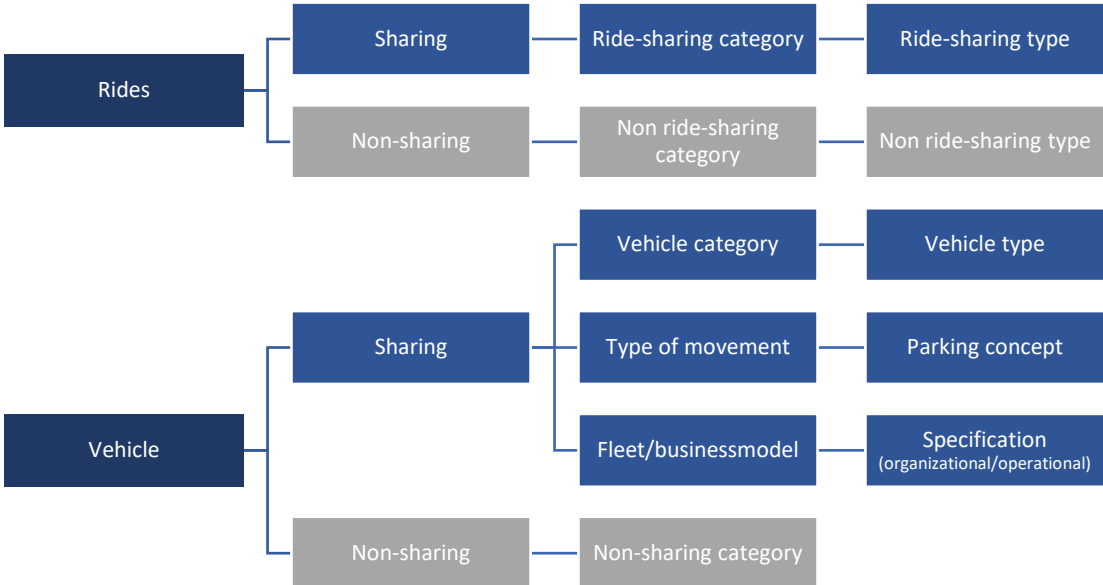 Sharing
Ride-sharing category
Ride-sharing type
Rides
Non-sharing
Non ride-sharing
category
Non ride-sharing type
Vehicle category
Vehicle type
Sharing
Type of movement
Parking concept
Vehicle
Fleet/businessmodel
Specification
(organizational/operational)
Non-sharing
Non-sharing category